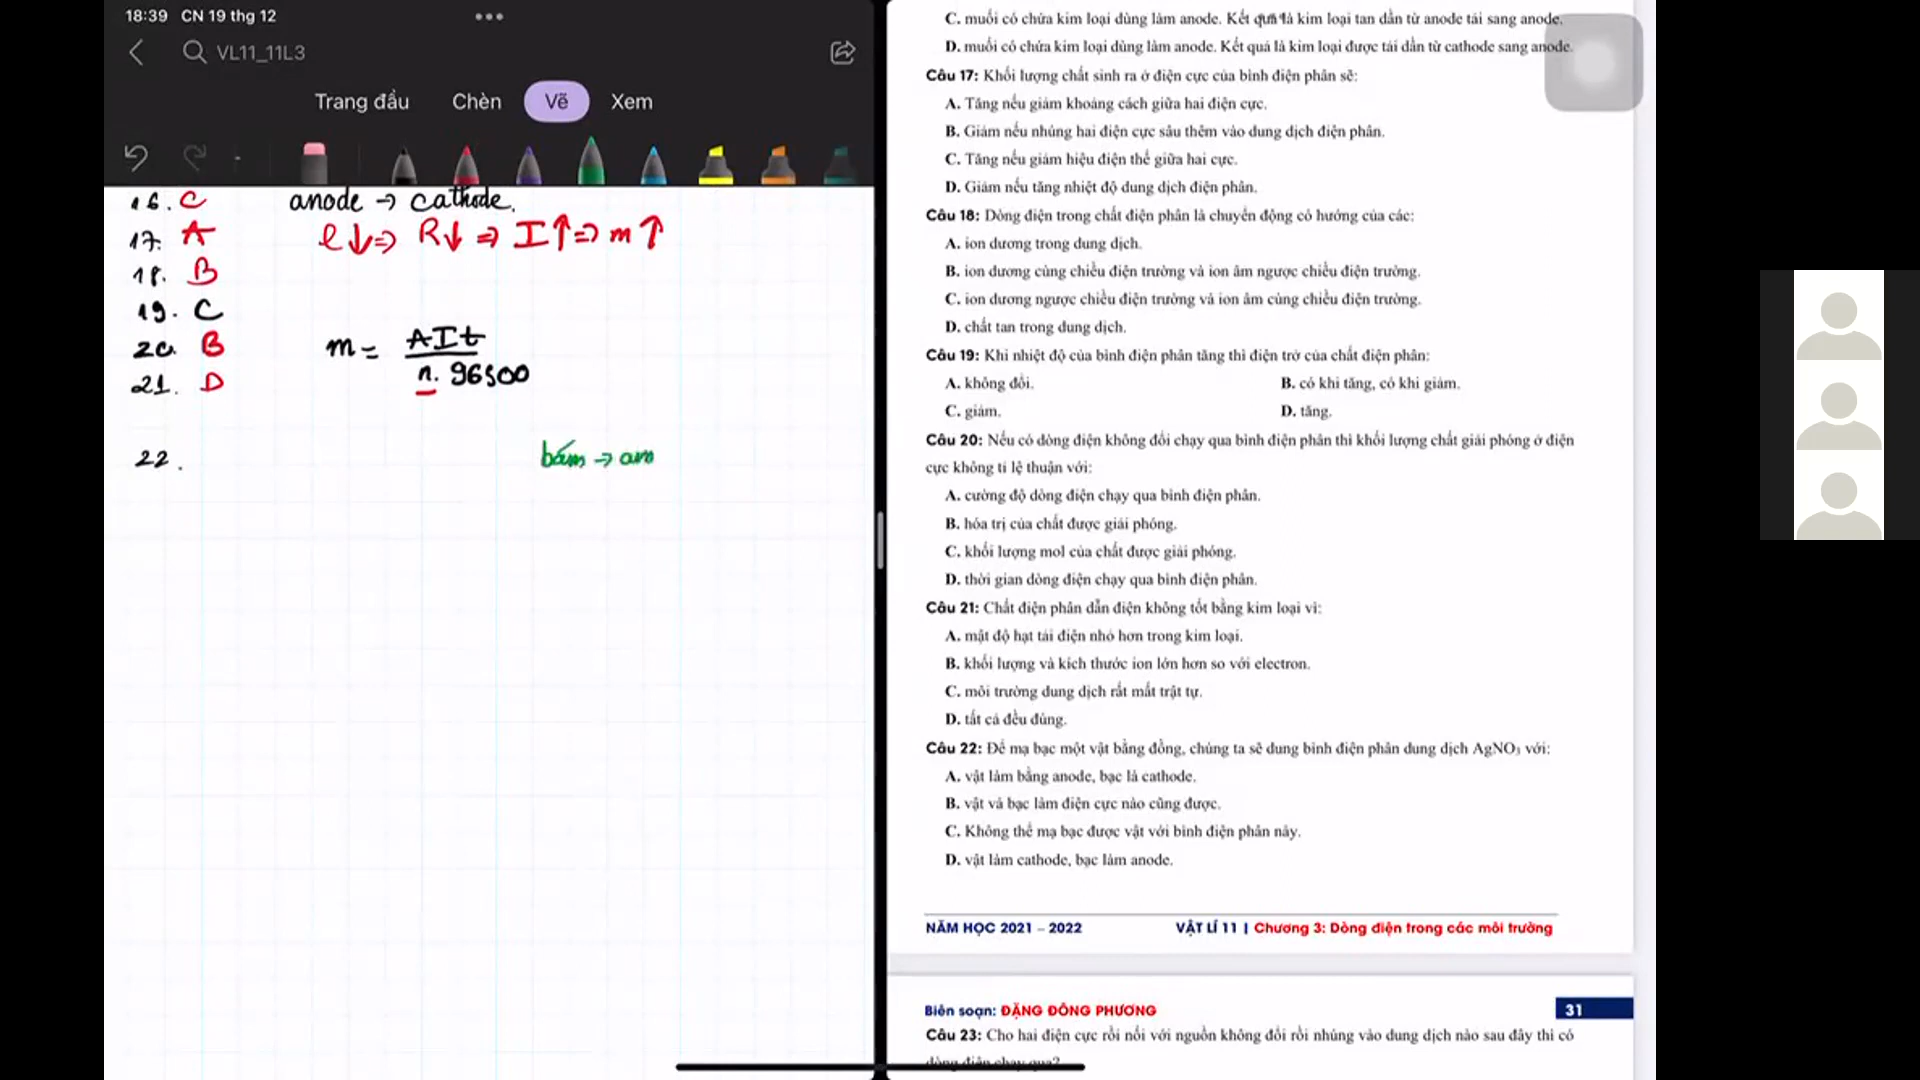 18:39 CN 19 thg 12
VL11_11L3
Trang đầu Chèn Vẽ Xem
16. C anode → cathode.
17. A l↓ ⇒ R↓ ⇒ I↑ ⇒ m↑
18. B
19. C
20. B m = AIt / n. 96500
21. D
22. bám → am
C. muối có chứa kim loại dùng làm anode. Kết quả là kim loại tan dần từ anode tải sang anode.
D. muối có chứa kim loại dùng làm anode. Kết quả là kim loại được tải dần từ cathode sang anode.
Câu 17: Khối lượng chất sinh ra ở điện cực của bình điện phân sẽ:
A. Tăng nếu giảm khoảng cách giữa hai điện cực.
B. Giảm nếu nhúng hai điện cực sâu thêm vào dung dịch điện phân.
C. Tăng nếu giảm hiệu điện thế giữa hai cực.
D. Giảm nếu tăng nhiệt độ dung dịch điện phân.
Câu 18: Dòng điện trong chất điện phân là chuyển động có hướng của các:
A. ion dương trong dung dịch.
B. ion dương cùng chiều điện trường và ion âm ngược chiều điện trường.
C. ion dương ngược chiều điện trường và ion âm cùng chiều điện trường.
D. chất tan trong dung dịch.
Câu 19: Khi nhiệt độ của bình điện phân tăng thì điện trở của chất điện phân:
A. không đổi. B. có khi tăng, có khi giảm.
C. giảm. D. tăng.
Câu 20: Nếu có dòng điện không đổi chạy qua bình điện phân thì khối lượng chất giải phóng ở điện
cực không tỉ lệ thuận với:
A. cường độ dòng điện chạy qua bình điện phân.
B. hóa trị của chất được giải phóng.
C. khối lượng mol của chất được giải phóng.
D. thời gian dòng điện chạy qua bình điện phân.
Câu 21: Chất điện phân dẫn điện không tốt bằng kim loại vì:
A. mật độ hạt tải điện nhỏ hơn trong kim loại.
B. khối lượng và kích thước ion lớn hơn so với electron.
C. môi trường dung dịch rất mất trật tự.
D. tất cả đều đúng.
Câu 22: Để mạ bạc một vật bằng đồng, chúng ta sẽ dung bình điện phân dung dịch AgNO₃ với:
A. vật làm bằng anode, bạc là cathode.
B. vật và bạc làm điện cực nào cũng được.
C. Không thể mạ bạc được vật với bình điện phân này.
D. vật làm cathode, bạc làm anode.
NĂM HỌC 2021 – 2022 VẬT LÍ 11 | Chương 3: Dòng điện trong các môi trường
Biên soạn: ĐẶNG ĐÔNG PHƯƠNG 31
Câu 23: Cho hai điện cực rồi nối với nguồn không đổi rồi nhúng vào dung dịch nào sau đây thì có
dòng điện chạy qua?